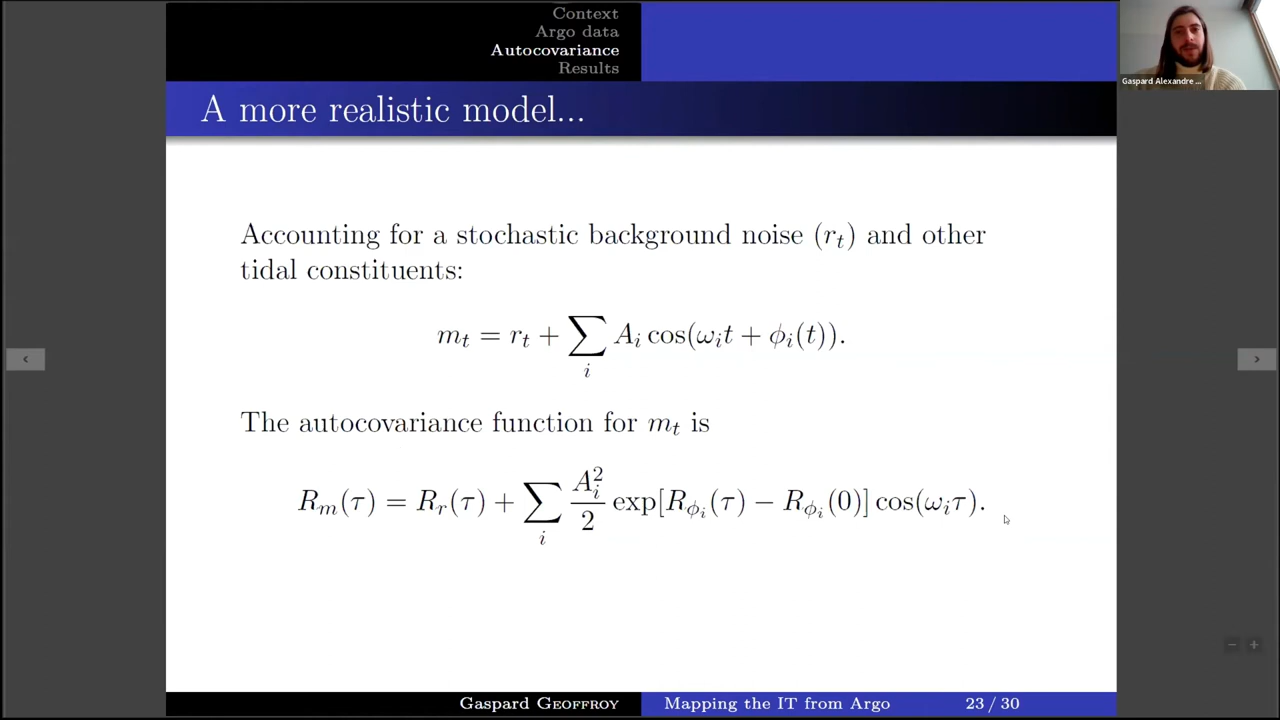 Context
Argo data
Autocovariance
Results
A more realistic model...
Gaspard Alexandre ...
Accounting for a stochastic background noise (r_t) and other
tidal constituents:
m_t = r_t + ∑_i A_i cos(ω_i t + ϕ_i(t)).
The autocovariance function for m_t is
R_m(τ) = R_r(τ) + ∑_i A_i^2/2 exp[R_{ϕ_i}(τ) − R_{ϕ_i}(0)] cos(ω_i τ).
Gaspard Geoffroy
Mapping the IT from Argo
23 / 30